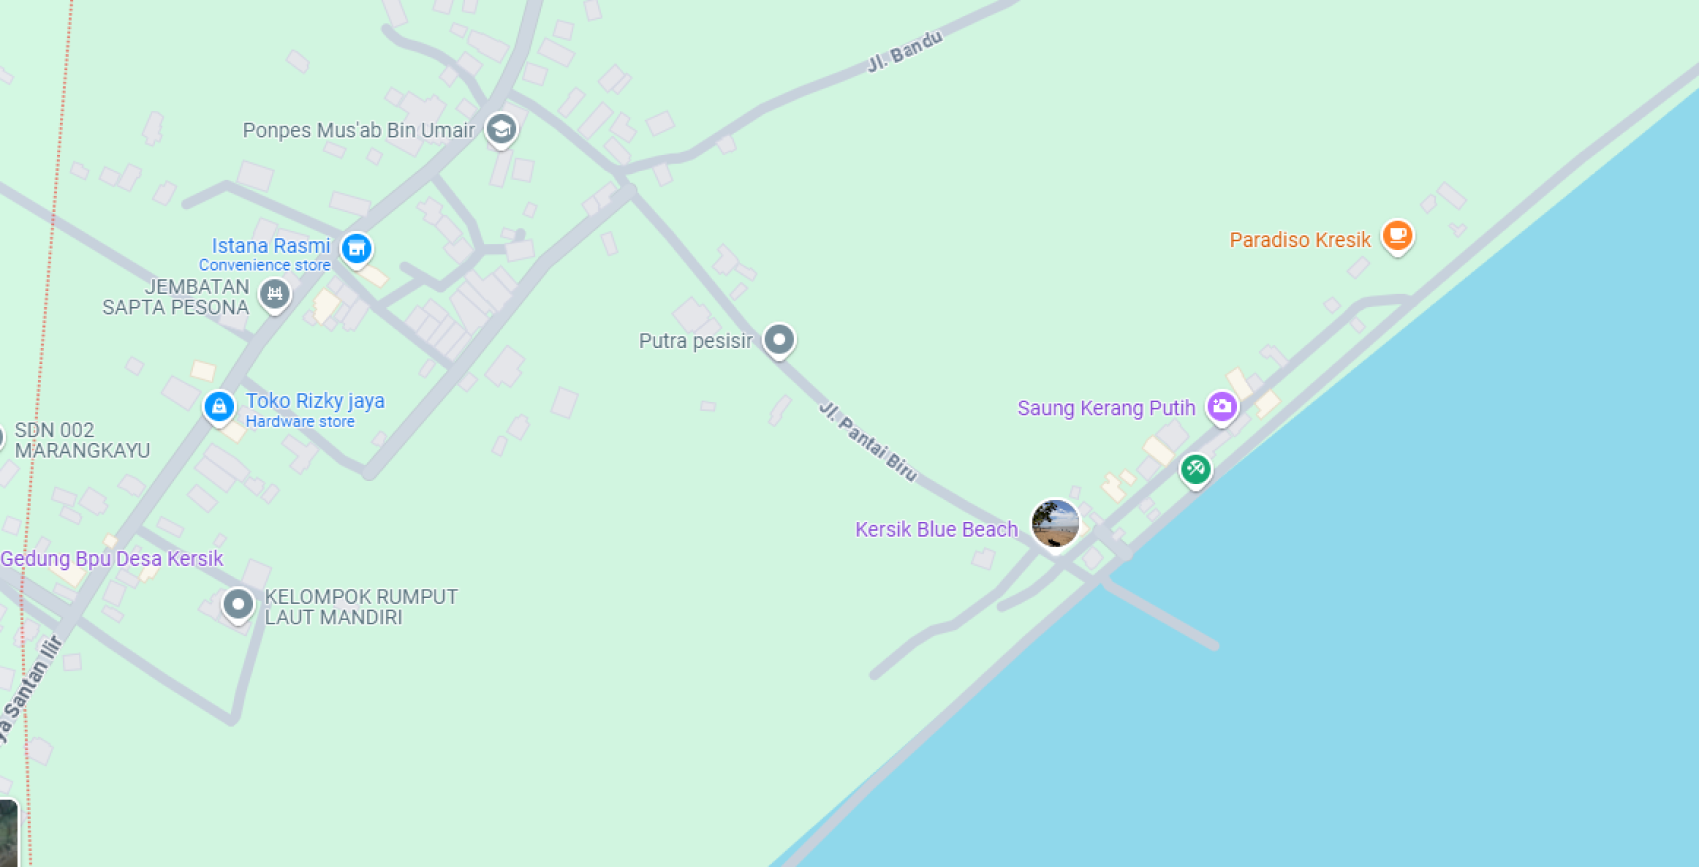 Jl. Bandu
Ponpes Mus'ab Bin Umair
Istana Rasmi
Convenience store
JEMBATAN
SAPTA PESONA
Paradiso Kresik
Putra pesisir
Toko Rizky jaya
Hardware store
Saung Kerang Putih
SDN 002
MARANGKAYU
Jl. Pantai Biru
Kersik Blue Beach
Gedung Bpu Desa Kersik
KELOMPOK RUMPUT
LAUT MANDIRI
ya Santan Ilir